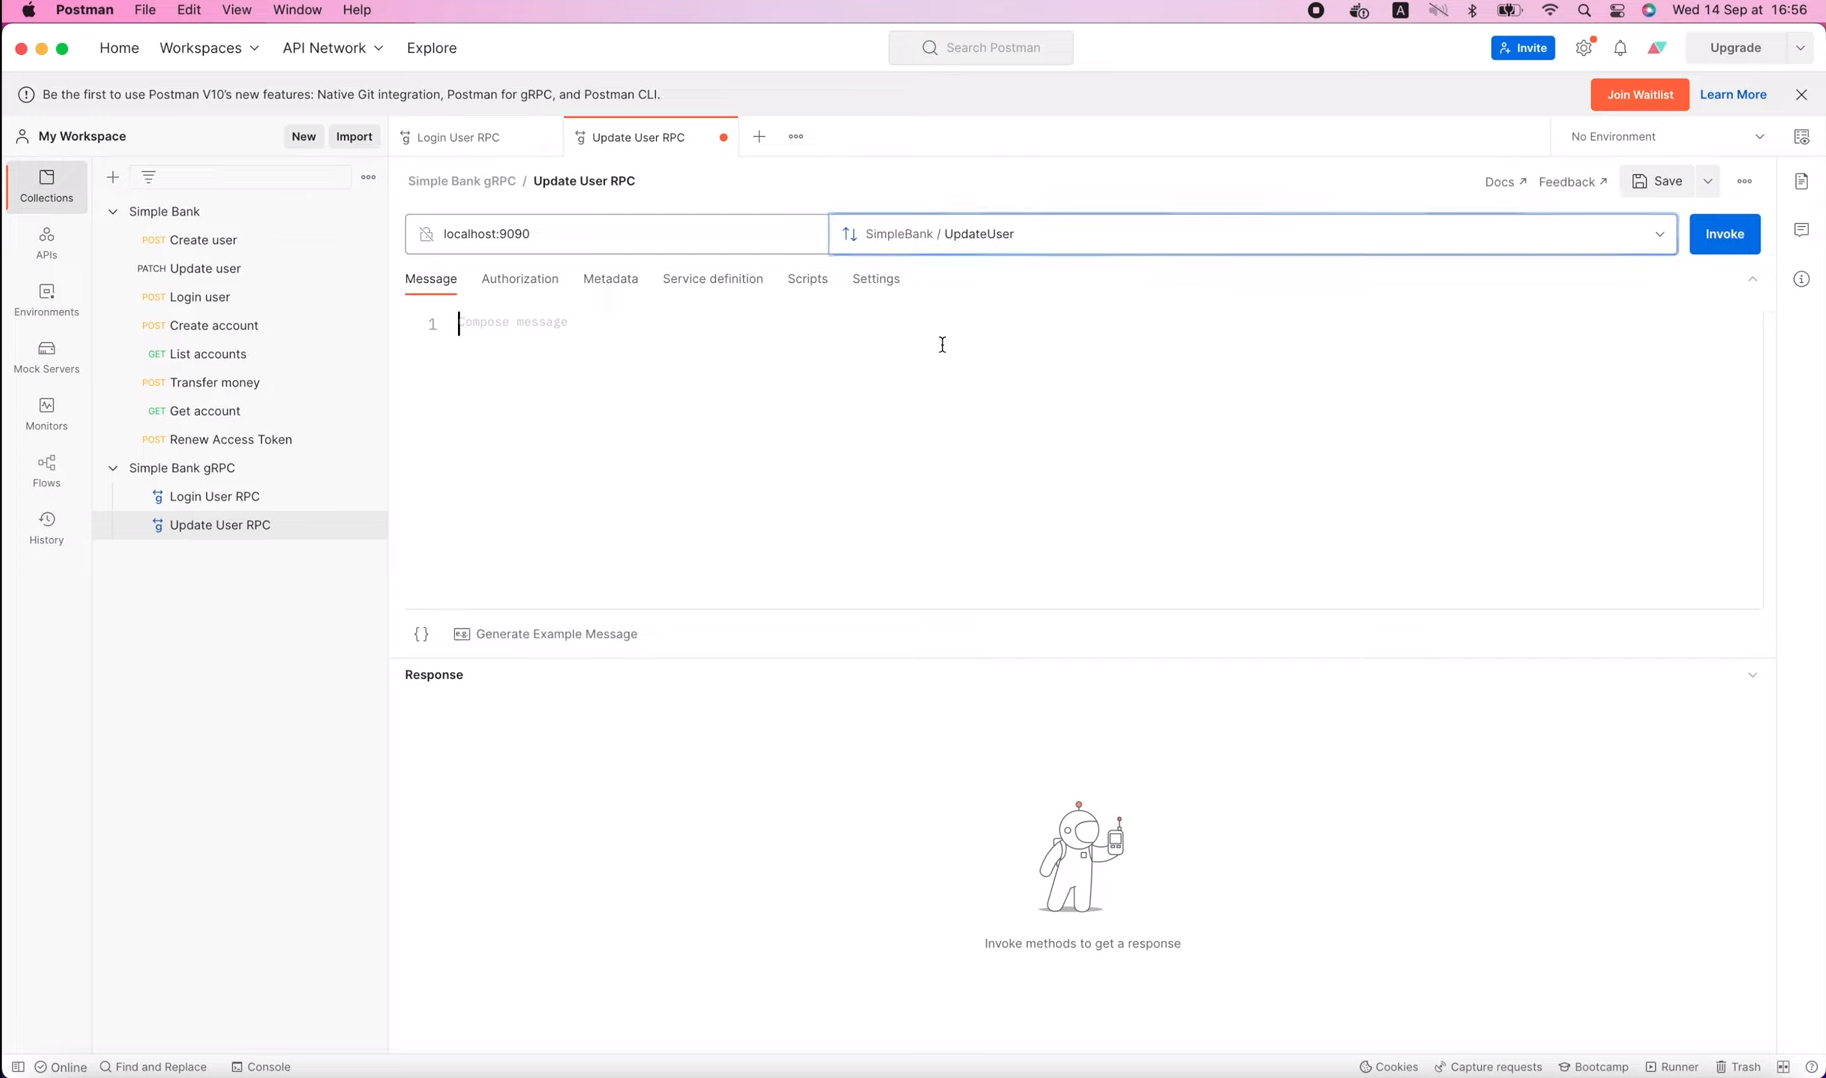 Postman File Edit View Window Help A Wed 14 Sep at 16:56
Home Workspaces API Network Explore Search Postman Invite Upgrade
Be the first to use Postman V10's new features: Native Git integration, Postman for gRPC, and Postman CLI. Join Waitlist Learn More
My Workspace New Import Login User RPC Update User RPC No Environment
Collections
APIs
Environments
Mock Servers
Monitors
Flows
History
Simple Bank
POST Create user
PATCH Update user
POST Login user
POST Create account
GET List accounts
POST Transfer money
GET Get account
POST Renew Access Token
Simple Bank gRPC
Login User RPC
Update User RPC
Simple Bank gRPC / Update User RPC Docs Feedback Save
localhost:9090 SimpleBank / UpdateUser Invoke
Message Authorization Metadata Service definition Scripts Settings
1 Compose message
{} e.g. Generate Example Message
Response
Invoke methods to get a response
Online Find and Replace Console Cookies Capture requests Bootcamp Runner Trash